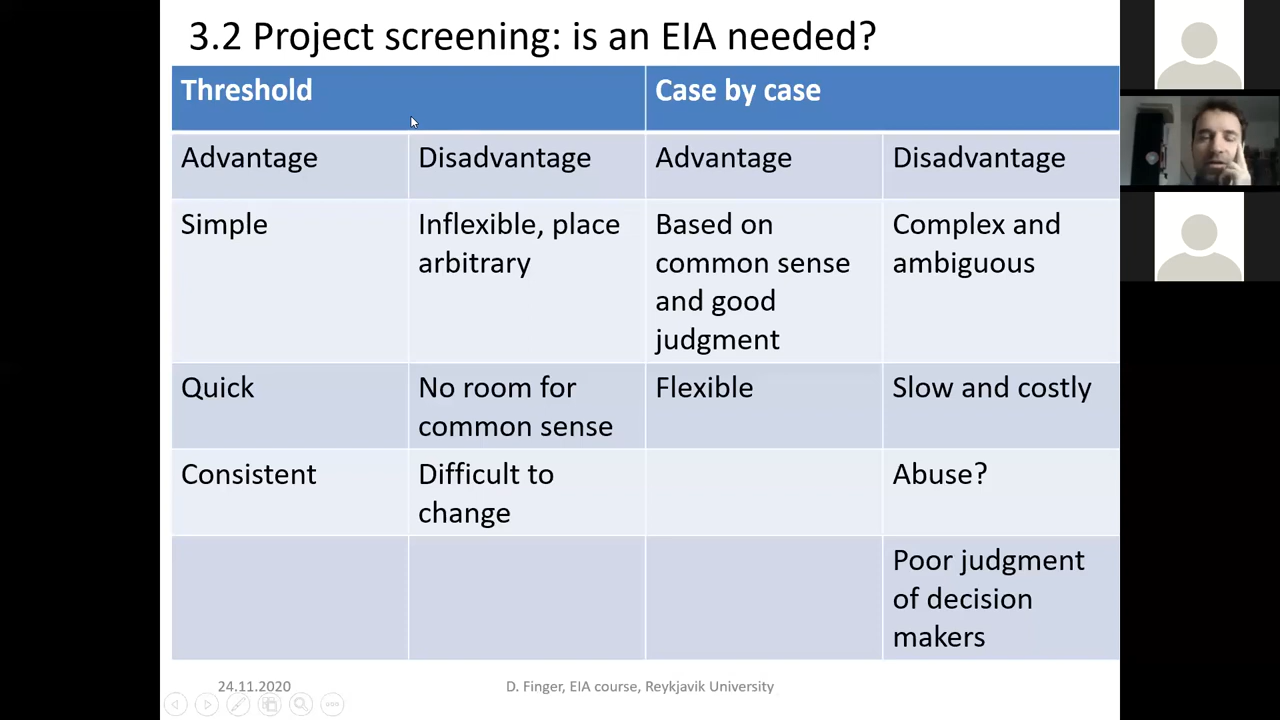 3.2 Project screening: is an EIA needed?
Threshold
Case by case
Advantage
Disadvantage
Advantage
Disadvantage
Simple
Inflexible, place
arbitrary
Based on
common sense
and good
judgment
Complex and
ambiguous
Quick
No room for
common sense
Flexible
Slow and costly
Consistent
Difficult to
change
Abuse?
Poor judgment
of decision
makers
24.11.2020
D. Finger, EIA course, Reykjavik University